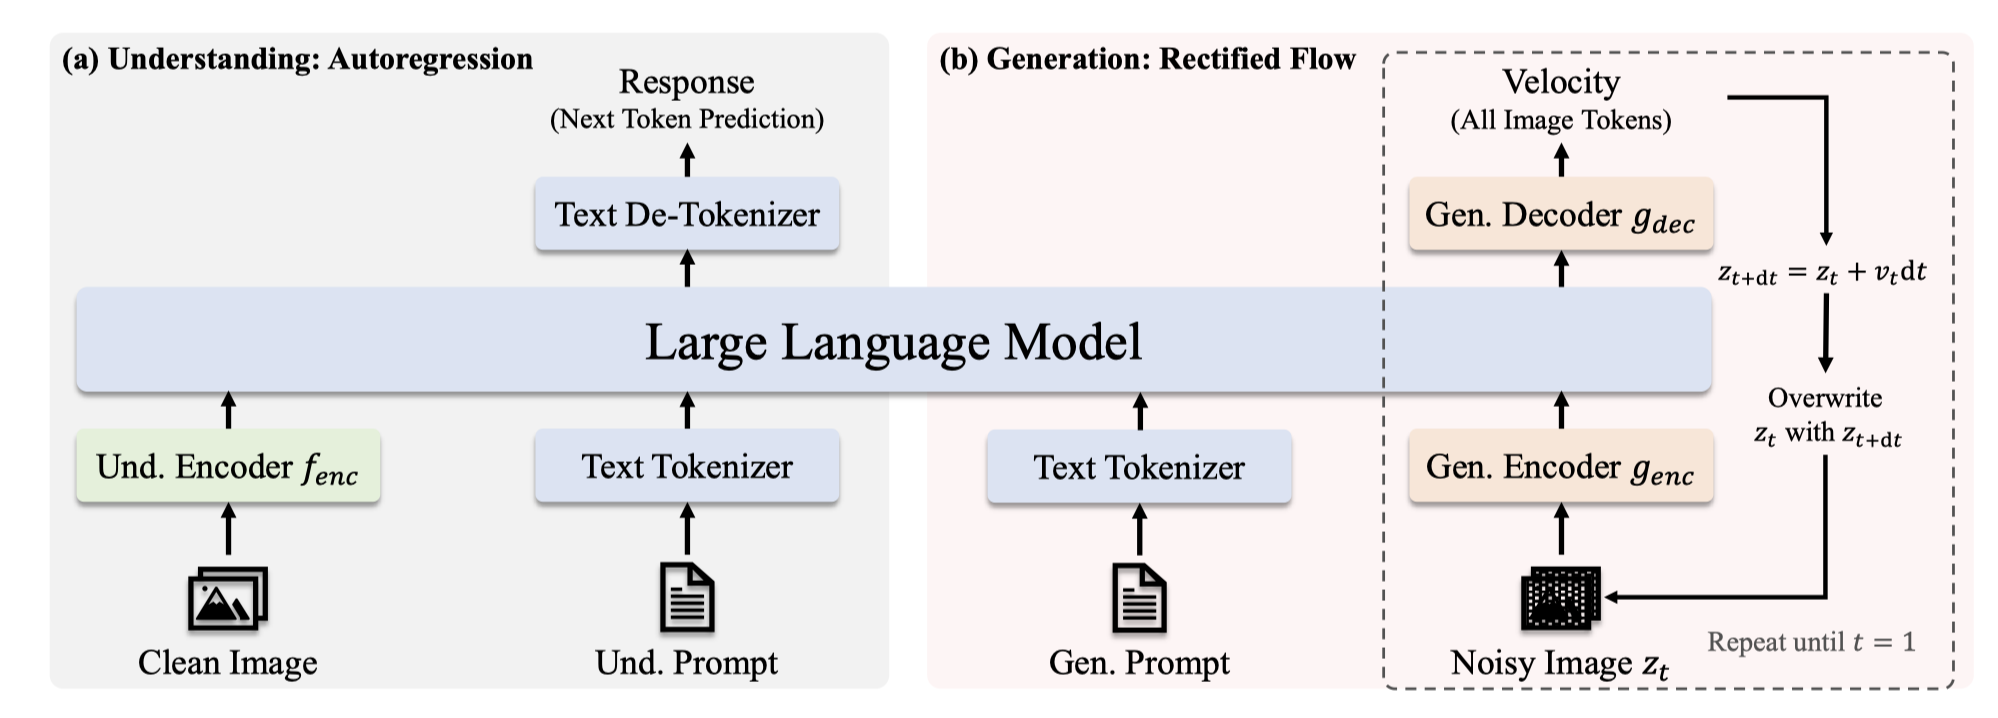 (a) Understanding: Autoregression
Response
(Next Token Prediction)
Text De-Tokenizer
Large Language Model
Und. Encoder f_enc
Text Tokenizer
Clean Image
Und. Prompt
(b) Generation: Rectified Flow
Velocity
(All Image Tokens)
Gen. Decoder g_dec
z_{t+dt} = z_t + v_t dt
Overwrite
z_t with z_{t+dt}
Text Tokenizer
Gen. Encoder g_enc
Gen. Prompt
Noisy Image z_t
Repeat until t = 1